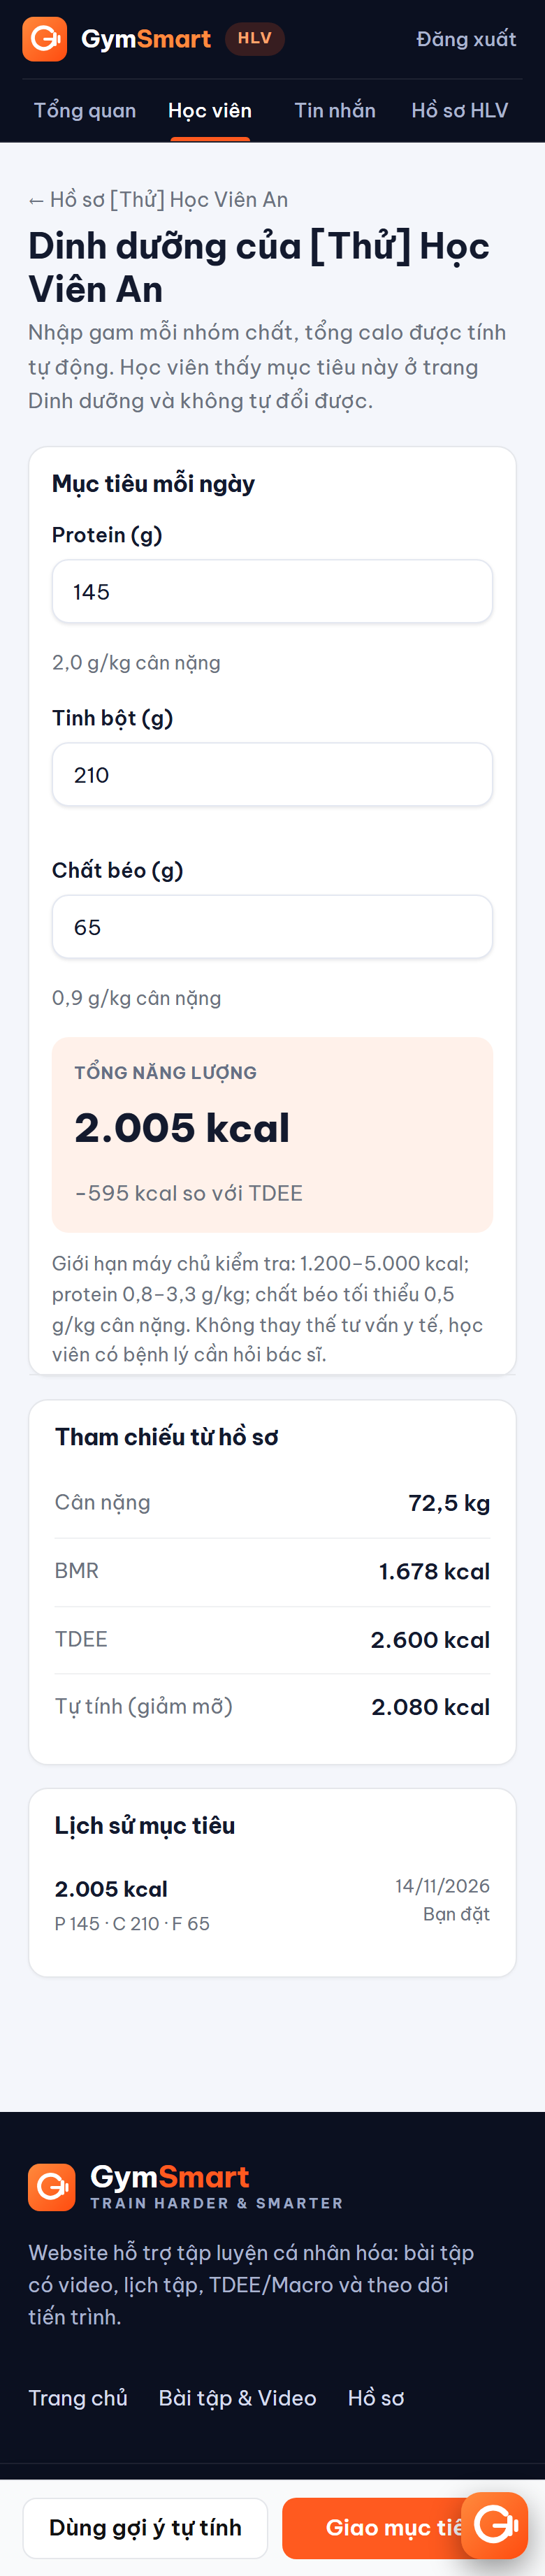 GymSmart HLV Đăng xuất
Tổng quan Học viên Tin nhắn Hồ sơ HLV
← Hồ sơ [Thử] Học Viên An
Dinh dưỡng của [Thử] Học
Viên An
Nhập gam mỗi nhóm chất, tổng calo được tính
tự động. Học viên thấy mục tiêu này ở trang
Dinh dưỡng và không tự đổi được.
Mục tiêu mỗi ngày
Protein (g)
145
2,0 g/kg cân nặng
Tinh bột (g)
210
Chất béo (g)
65
0,9 g/kg cân nặng
TỔNG NĂNG LƯỢNG
2.005 kcal
−595 kcal so với TDEE
Giới hạn máy chủ kiểm tra: 1.200–5.000 kcal;
protein 0,8–3,3 g/kg; chất béo tối thiểu 0,5
g/kg cân nặng. Không thay thế tư vấn y tế, học
viên có bệnh lý cần hỏi bác sĩ.
Tham chiếu từ hồ sơ
Cân nặng 72,5 kg
BMR 1.678 kcal
TDEE 2.600 kcal
Tự tính (giảm mỡ) 2.080 kcal
Lịch sử mục tiêu
2.005 kcal 14/11/2026
P 145 · C 210 · F 65 Bạn đặt
GymSmart
TRAIN HARDER & SMARTER
Website hỗ trợ tập luyện cá nhân hóa: bài tập
có video, lịch tập, TDEE/Macro và theo dõi
tiến trình.
Trang chủ Bài tập & Video Hồ sơ
Dùng gợi ý tự tính Giao mục